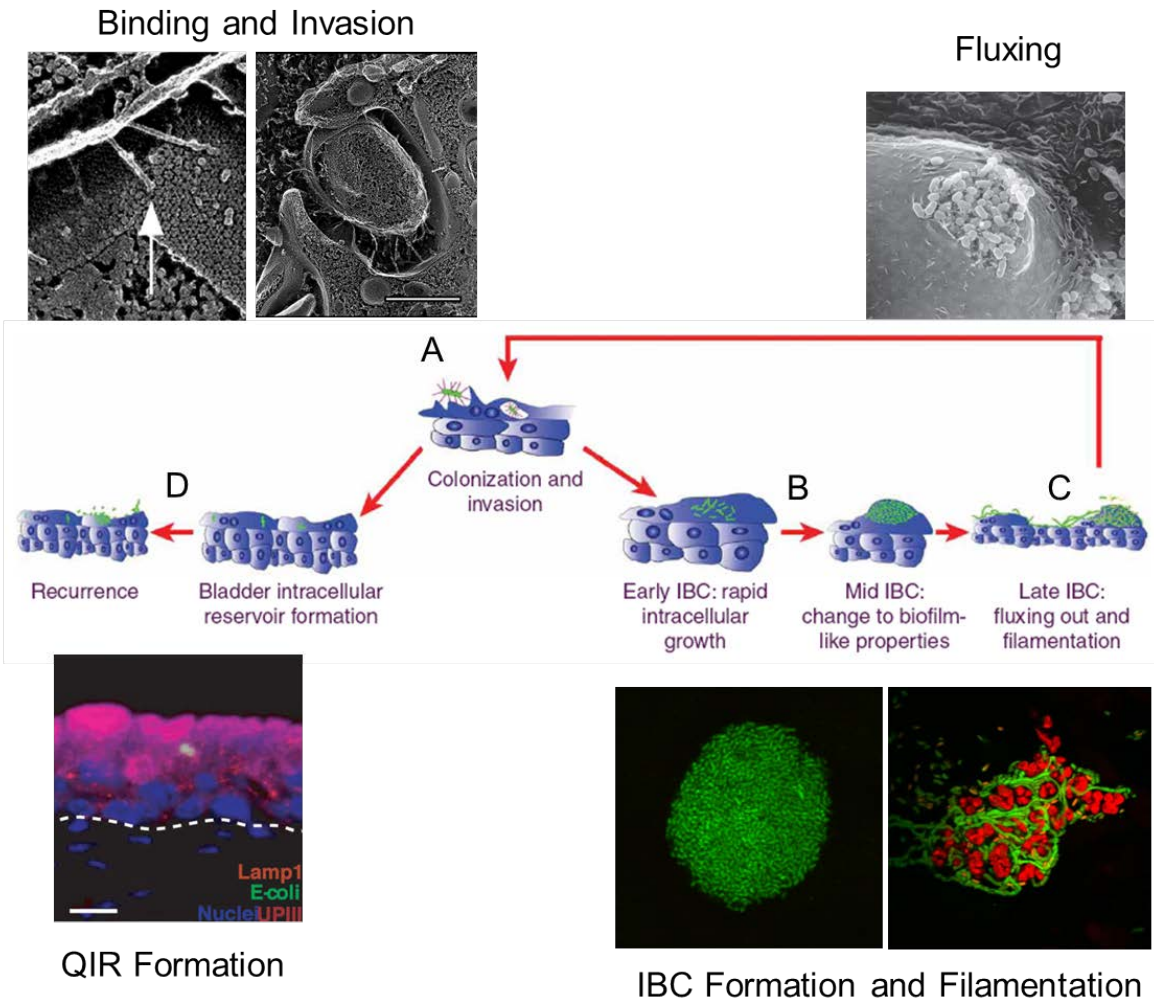 Binding and Invasion
Fluxing
A
Colonization and
invasion
D
B
C
Recurrence
Bladder intracellular
reservoir formation
Early IBC: rapid
intracellular
growth
Mid IBC:
change to biofilm-
like properties
Late IBC:
fluxing out and
filamentation
Lamp1
E-coli
NucleiUPIII
QIR Formation
IBC Formation and Filamentation